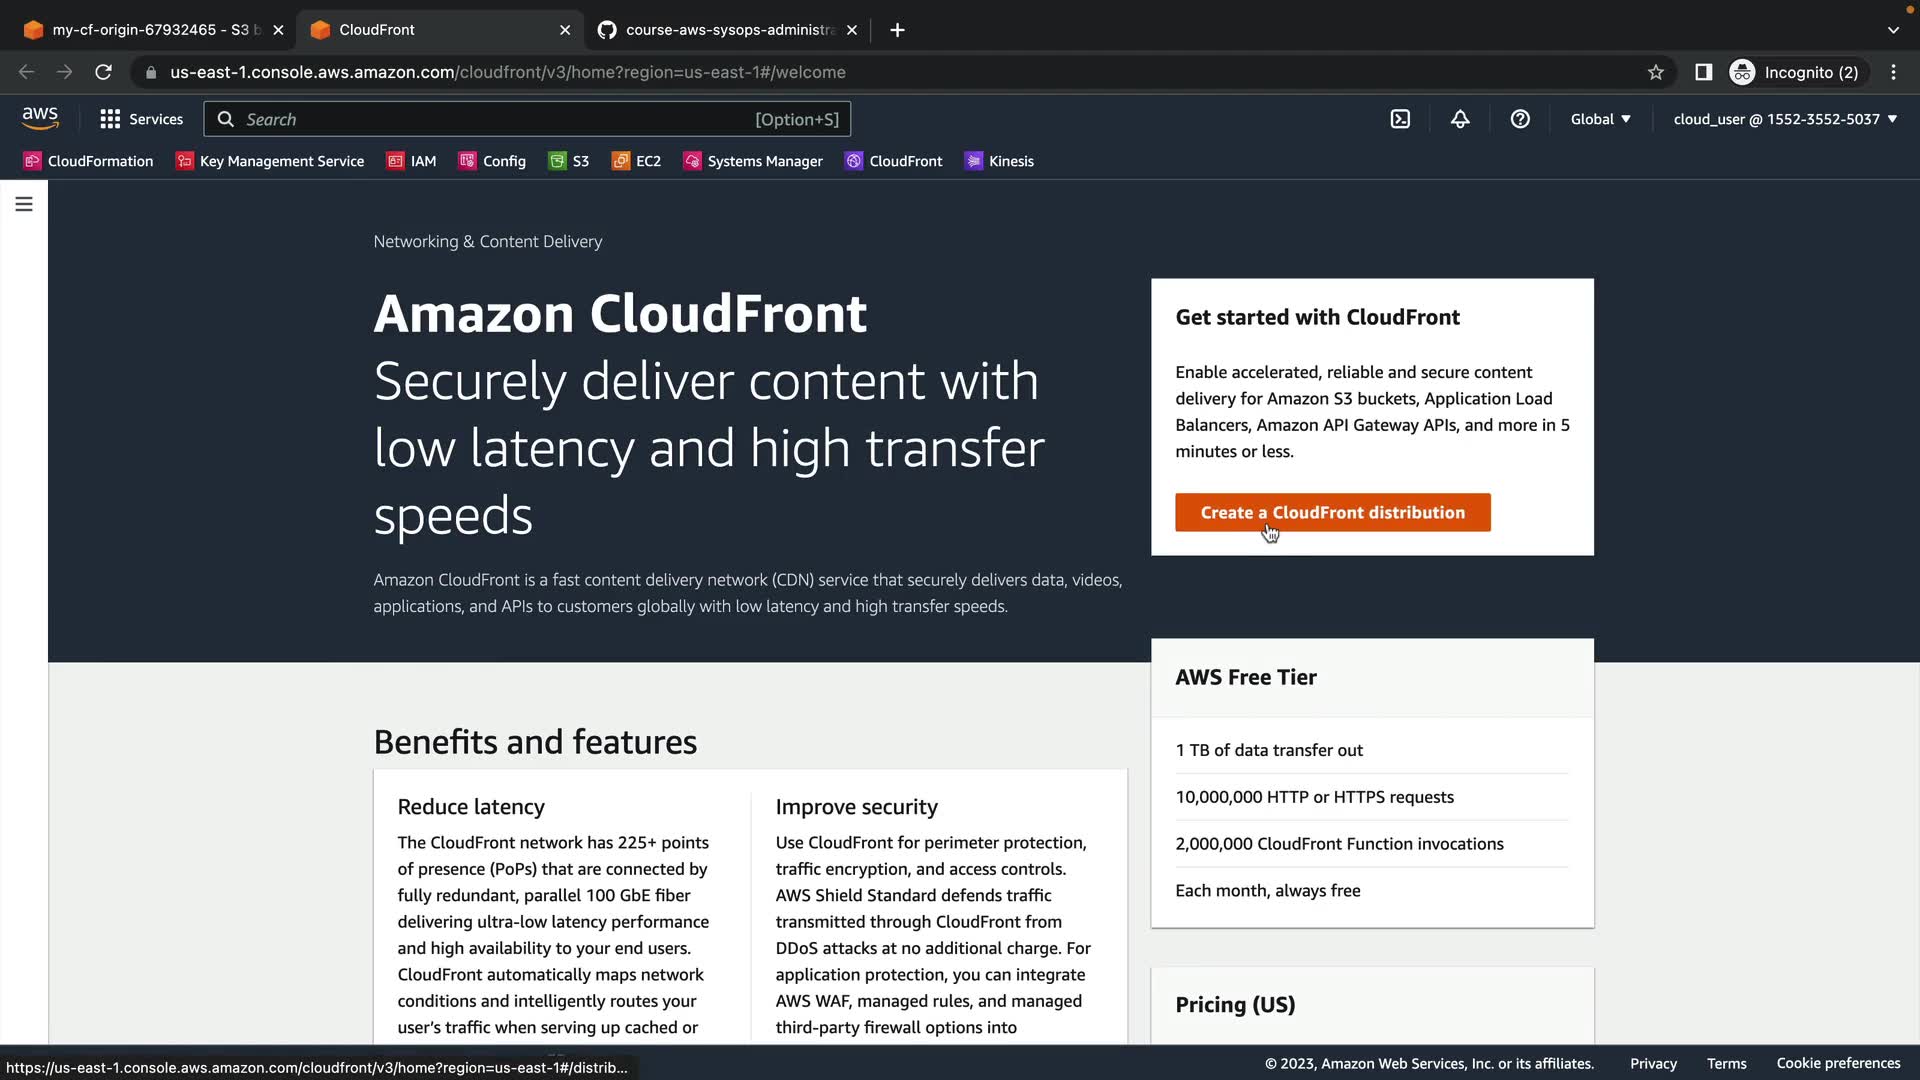 my-cf-origin-67932465 - S3 b
CloudFront
course-aws-sysops-administra
us-east-1.console.aws.amazon.com/cloudfront/v3/home?region=us-east-1#/welcome
Incognito (2)
aws
Services
Search
[Option+S]
Global
cloud_user @ 1552-3552-5037
CloudFormation
Key Management Service
IAM
Config
S3
EC2
Systems Manager
CloudFront
Kinesis
Networking & Content Delivery
Amazon CloudFront
Securely deliver content with
low latency and high transfer
speeds
Amazon CloudFront is a fast content delivery network (CDN) service that securely delivers data, videos,
applications, and APIs to customers globally with low latency and high transfer speeds.
Get started with CloudFront
Enable accelerated, reliable and secure content
delivery for Amazon S3 buckets, Application Load
Balancers, Amazon API Gateway APIs, and more in 5
minutes or less.
Create a CloudFront distribution
AWS Free Tier
1 TB of data transfer out
10,000,000 HTTP or HTTPS requests
2,000,000 CloudFront Function invocations
Each month, always free
Benefits and features
Reduce latency
The CloudFront network has 225+ points
of presence (PoPs) that are connected by
fully redundant, parallel 100 GbE fiber
delivering ultra-low latency performance
and high availability to your end users.
CloudFront automatically maps network
conditions and intelligently routes your
user's traffic when serving up cached or
Improve security
Use CloudFront for perimeter protection,
traffic encryption, and access controls.
AWS Shield Standard defends traffic
transmitted through CloudFront from
DDoS attacks at no additional charge. For
application protection, you can integrate
AWS WAF, managed rules, and managed
third-party firewall options into
Pricing (US)
https://us-east-1.console.aws.amazon.com/cloudfront/v3/home?region=us-east-1#/distrib...
© 2023, Amazon Web Services, Inc. or its affiliates.
Privacy
Terms
Cookie preferences